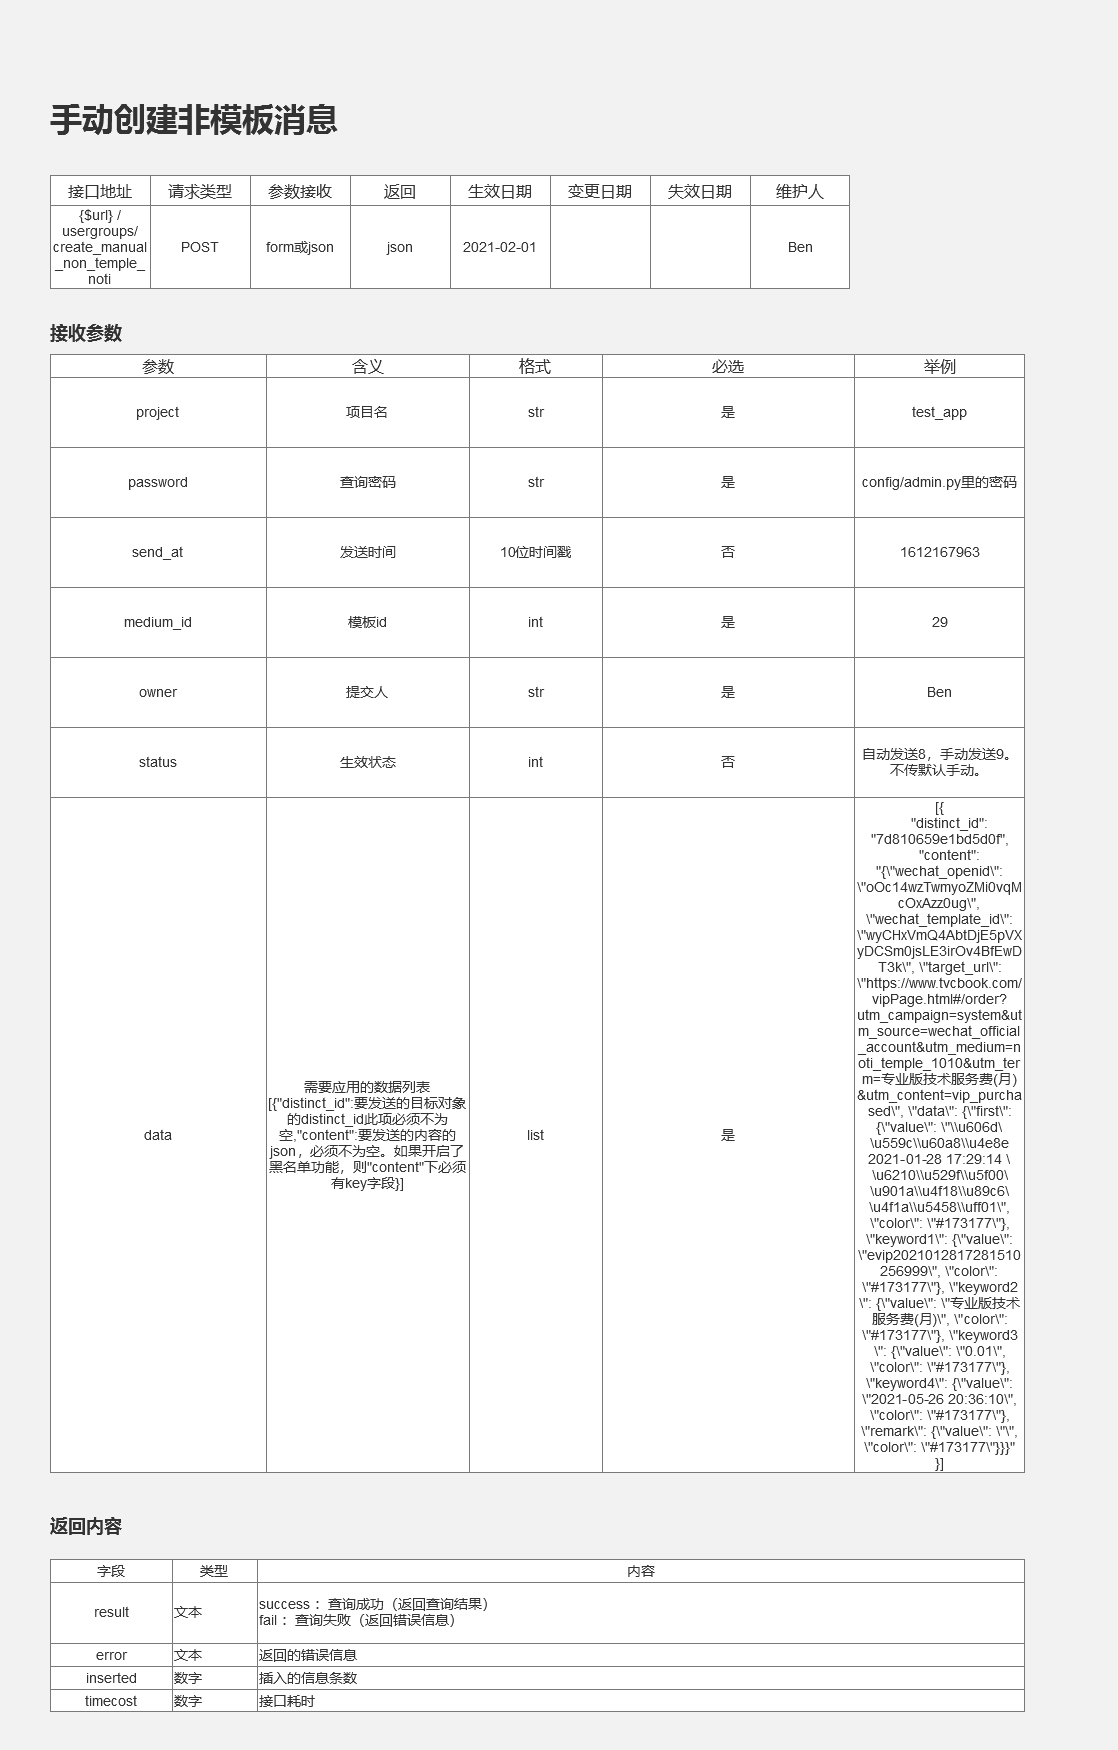 手动创建非模板消息
接口地址 请求类型 参数接收 返回 生效日期 变更日期 失效日期 维护人
{$url} /
usergroups/
create_manual
_non_temple_
noti
POST form或json json 2021-02-01 Ben
接收参数
参数 含义 格式 必选 举例
project 项目名 str 是 test_app
password 查询密码 str 是 config/admin.py里的密码
send_at 发送时间 10位时间戳 否 1612167963
medium_id 模板id int 是 29
owner 提交人 str 是 Ben
status 生效状态 int 否
自动发送8，手动发送9。
不传默认手动。
data
需要应用的数据列表
[{"distinct_id":要发送的目标对象
的distinct_id此项必须不为
空,"content":要发送的内容的
json，必须不为空。如果开启了
黑名单功能，则"content"下必须
有key字段}]
list 是
[{
"distinct_id":
"7d810659e1bd5d0f",
"content":
"{\"wechat_openid\":
\"oOc14wzTwmyoZMi0vqM
cOxAzz0ug\",
\"wechat_template_id\":
\"wyCHxVmQ4AbtDjE5pVX
yDCSm0jsLE3irOv4BfEwD
T3k\", \"target_url\":
\"https://www.tvcbook.com/
vipPage.html#/order?
utm_campaign=system&ut
m_source=wechat_official
_account&utm_medium=n
oti_temple_1010&utm_ter
m=专业版技术服务费(月)
&utm_content=vip_purcha
sed\", \"data\": {\"first\":
{\"value\": \"\\u606d\
\u559c\\u60a8\\u4e8e
2021-01-28 17:29:14 \
\u6210\\u529f\\u5f00\
\u901a\\u4f18\\u89c6\
\u4f1a\\u5458\\uff01\",
\"color\": \"#173177\"},
\"keyword1\": {\"value\":
\"evip2021012817281510
256999\", \"color\":
\"#173177\"}, \"keyword2
\": {\"value\": \"专业版技术
服务费(月)\", \"color\":
\"#173177\"}, \"keyword3
\": {\"value\": \"0.01\",
\"color\": \"#173177\"},
\"keyword4\": {\"value\":
\"2021-05-26 20:36:10\",
\"color\": \"#173177\"},
\"remark\": {\"value\": \"\",
\"color\": \"#173177\"}}}"
}]
返回内容
字段 类型 内容
result 文本
success ：查询成功（返回查询结果）
fail ：查询失败（返回错误信息）
error 文本 返回的错误信息
inserted 数字 插入的信息条数
timecost 数字 接口耗时